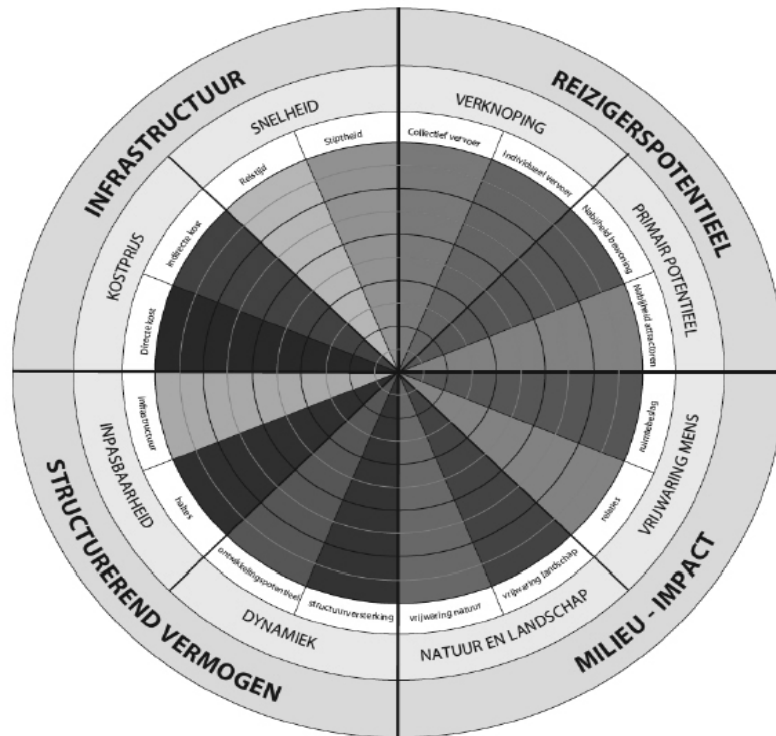 INFRASTRUCTUUR
REIZIGERSPOTENTIEEL
SNELHEID
VERKNOPING
Reistijd
Stiptheid
Collectief vervoer
Individueel vervoer
KOSTPRIJS
Indirecte kost
Directe kost
Nabijheid bewoning
Nabijheid attractoren
PRIMAIR POTENTIEEL
infrastructuur
haltes
INPASBAARHEID
ruimtebeslag
relaties
VRIJWARING MENS
ontwikkelingspotentieel
structuurversterking
vrijwaring natuur
vrijwaring landschap
DYNAMIEK
NATUUR EN LANDSCHAP
STRUCTUREREND VERMOGEN
MILIEU - IMPACT